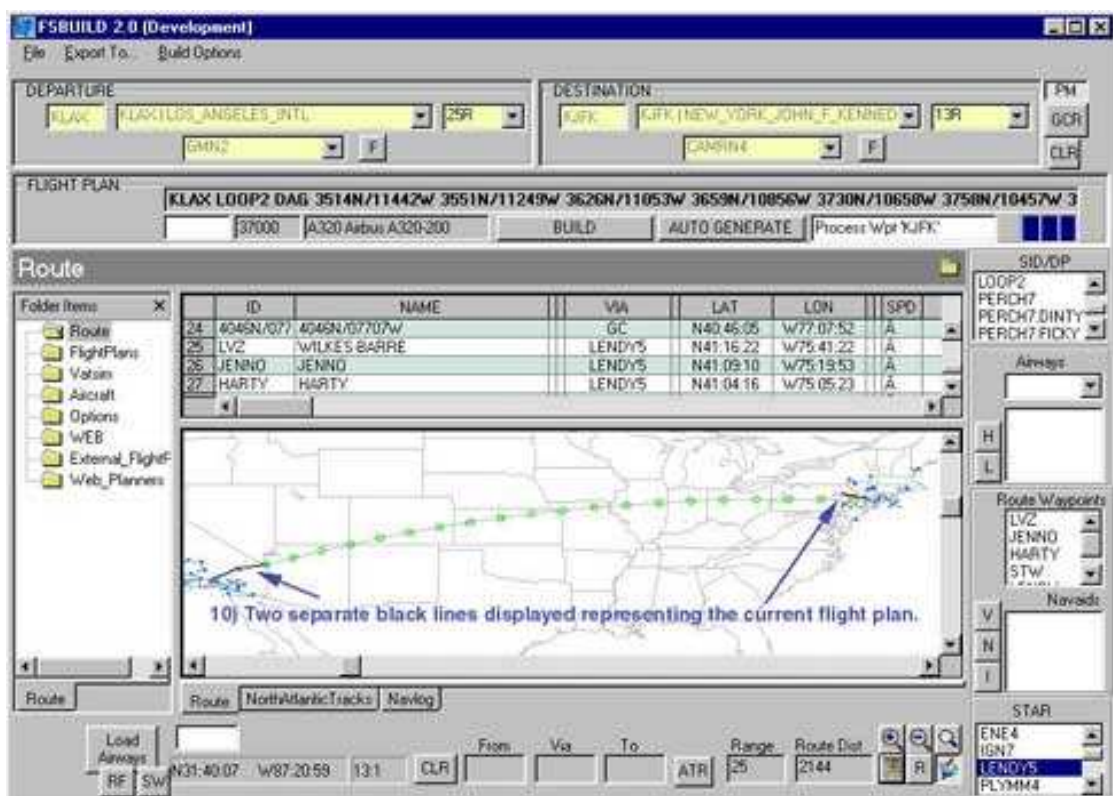 FSBUILD 2.0 (Development)
File Export To... Build Options
DEPARTURE
KLAX KLAX|LOS_ANGELES_INTL 25R
GMN2 F
DESTINATION
KJFK KJFK|NEW_YORK_JOHN_F_KENNED 13R
CAMRN4 F
PM
GCR
CLR
FLIGHT PLAN
KLAX LOOP2 DAG 3514N/11442W 3551N/11249W 3626N/11053W 3659N/10856W 3730N/10658W 3758N/10457W 3
37000 A320 Airbus A320-200 BUILD AUTO GENERATE Process Wpt 'KJFK'
Route
Folder Items X
Route
FlightPlans
Vatsim
Aircraft
Options
WEB
External_FlightF
Web_Planners
Route
ID NAME VIA LAT LON SPD
24 4046N/077 4046N/07707W GC N40:46:05 W77:07:52 A
25 LVZ WILKES-BARRE LENDY5 N41:16:22 W75:41:22 A
26 JENNO JENNO LENDY5 N41:09:10 W75:19:53 A
27 HARTY HARTY LENDY5 N41:04:16 W75:05:23 A
10) Two separate black lines displayed representing the current flight plan.
Route NorthAtlanticTracks Navlog
SID/DP
LOOP2
PERCH7
PERCH7.DINTY
PERCH7.FICKY
Airways
H
L
Route Waypoints
LVZ
JENNO
HARTY
STW
Navaids
V
N
I
STAR
ENE4
IGN7
LENDY5
PLYMM4
Load Airways
RF SW
N31:40:07 W87:20:59 13:1 CLR
From Via To
ATR
Range
25
Route Dist
2144
R